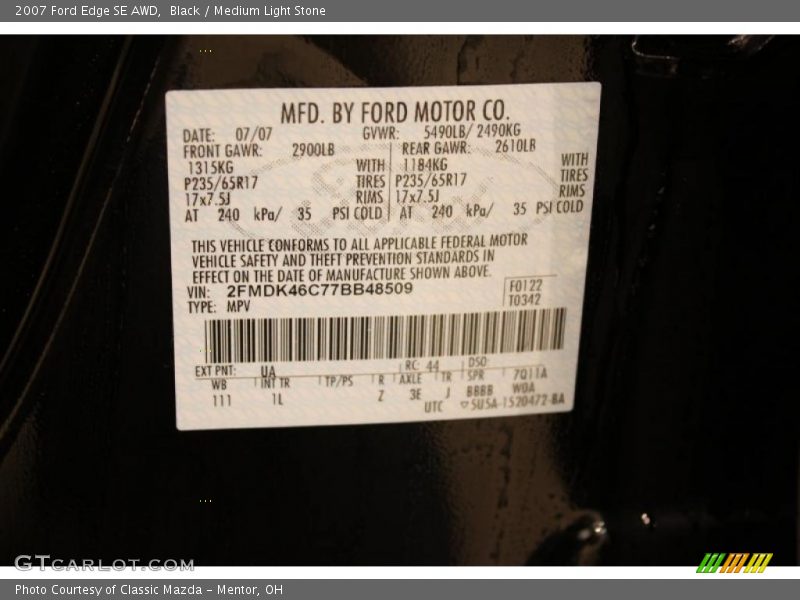 2007 Ford Edge SE AWD, Black / Medium Light Stone
MFD. BY FORD MOTOR CO.
DATE: 07/07 GVWR: 5490LB/ 2490KG
FRONT GAWR: 2900LB REAR GAWR: 2610LB
1315KG WITH 1184KG WITH
P235/65R17 TIRES P235/65R17 TIRES
17x7.5J RIMS 17x7.5J RIMS
AT 240 kPa/ 35 PSI COLD AT 240 kPa/ 35 PSI COLD
THIS VEHICLE CONFORMS TO ALL APPLICABLE FEDERAL MOTOR
VEHICLE SAFETY AND THEFT PREVENTION STANDARDS IN
EFFECT ON THE DATE OF MANUFACTURE SHOWN ABOVE.
VIN: 2FMDK46C77BB48509 F0122
TYPE: MPV T0342
EXT PNT: UA RC: 44 DSO:
WB INT TR TP/PS R AXLE TR SPR 7011A
111 1L Z 3E J BBBB W0A
UTC ▽SU5A-1520472-BA
GTCARLOT.COM
Photo Courtesy of Classic Mazda - Mentor, OH